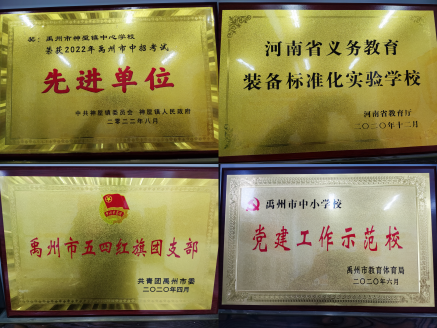 奖：禹州市神垕镇中心学校
荣获2022年禹州市中招考试
先进单位
中共神垕镇委员会 神垕镇人民政府
二零二二年八月
河南省义务教育
装备标准化实验学校
河南省教育厅
二〇二〇年十二月
禹州市五四红旗团支部
共青团禹州市委
二〇二〇年四月
禹州市中小学校
党建工作示范校
禹州市教育体育局
二〇二〇年六月